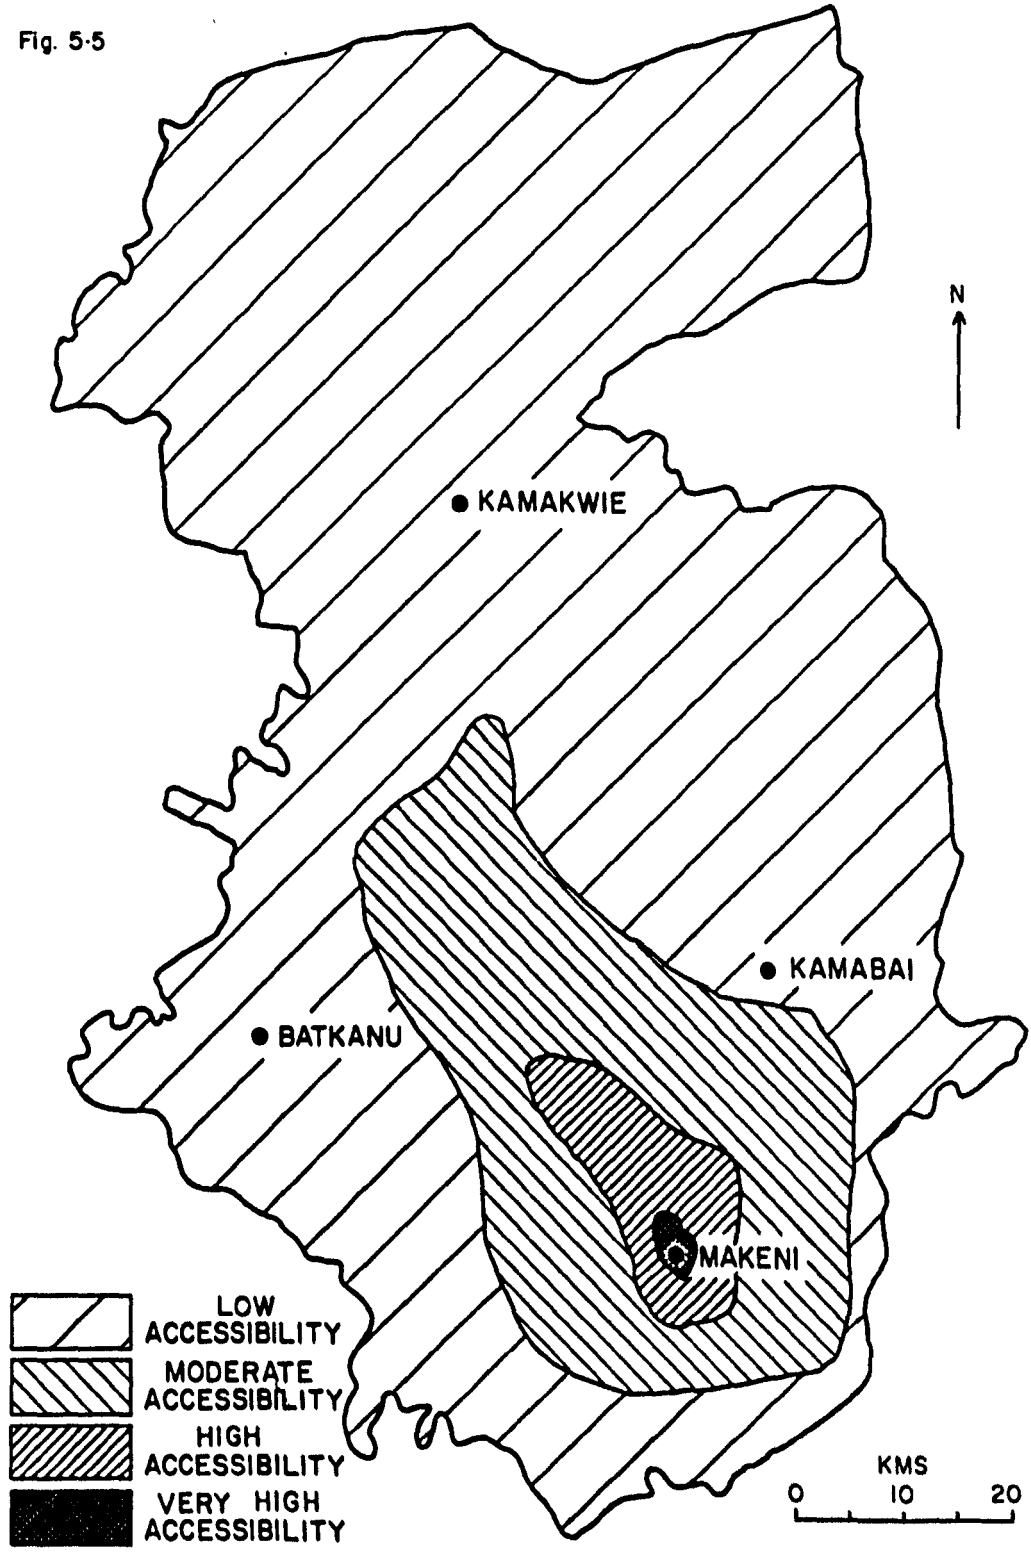 Fig. 5·5
N
KAMAKWIE
KAMABAI
BATKANU
MAKENI
LOW
ACCESSIBILITY
MODERATE
ACCESSIBILITY
HIGH
ACCESSIBILITY
VERY HIGH
ACCESSIBILITY
KMS
0 10 20